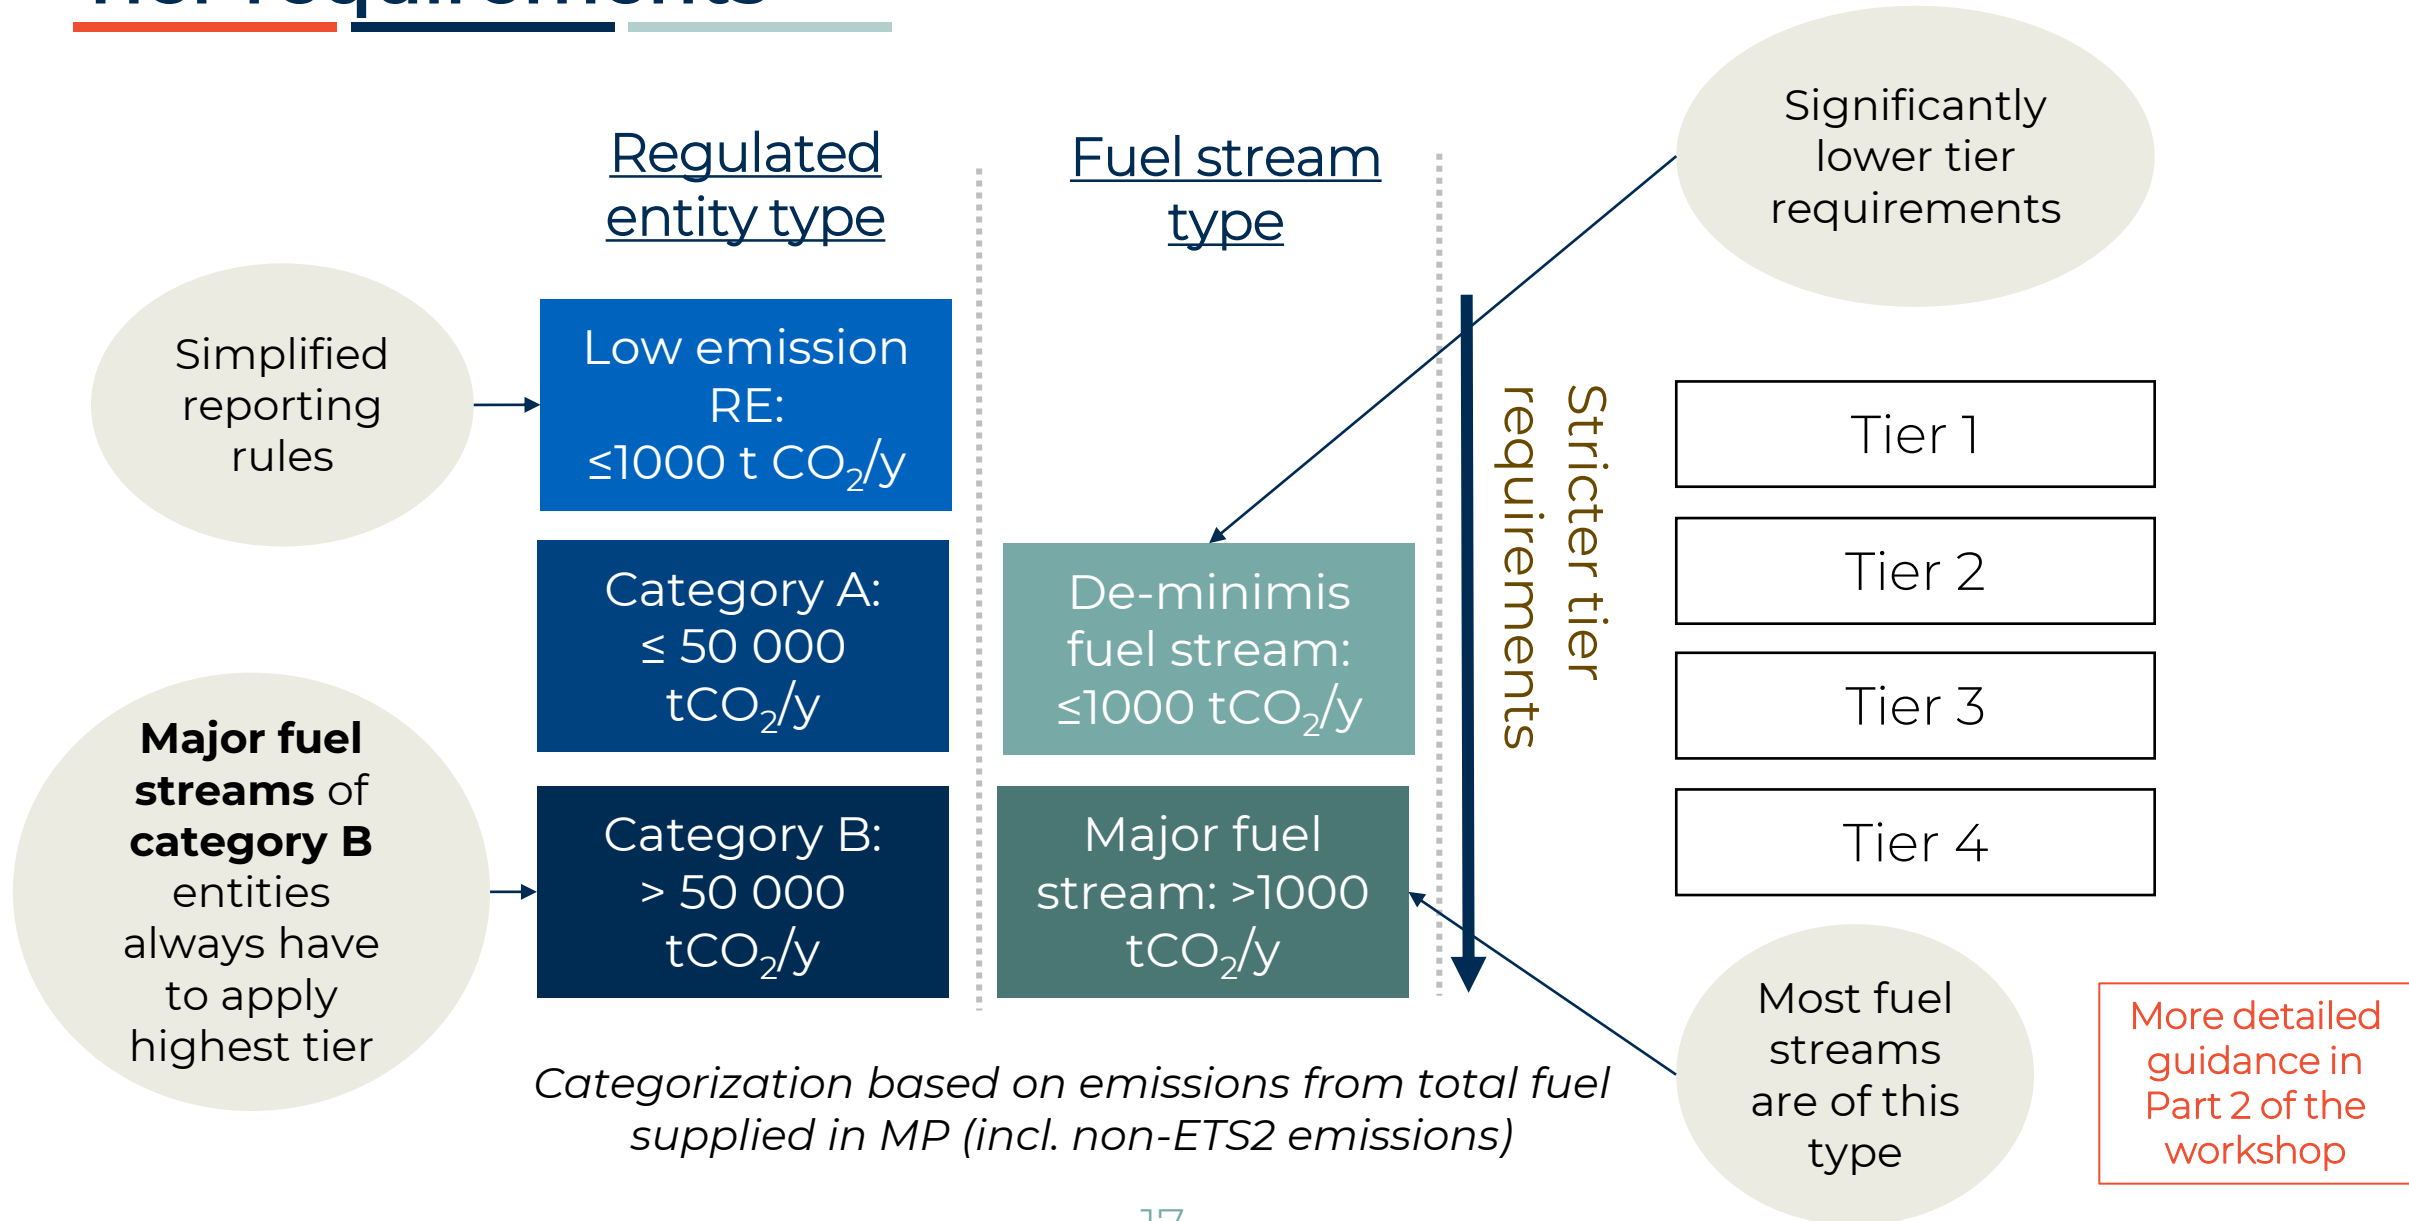 Tier requirements
Regulated
entity type
Fuel stream
type
Significantly
lower tier
requirements
Simplified
reporting
rules
Low emission
RE:
≤1000 t CO₂/y
Category A:
≤ 50 000
tCO₂/y
De-minimis
fuel stream:
≤1000 tCO₂/y
Stricter tier
requirements
Tier 1
Tier 2
Tier 3
Tier 4
Major fuel
streams of
category B
entities
always have
to apply
highest tier
Category B:
> 50 000
tCO₂/y
Major fuel
stream: >1000
tCO₂/y
Most fuel
streams
are of this
type
More detailed
guidance in
Part 2 of the
workshop
Categorization based on emissions from total fuel
supplied in MP (incl. non-ETS2 emissions)
17